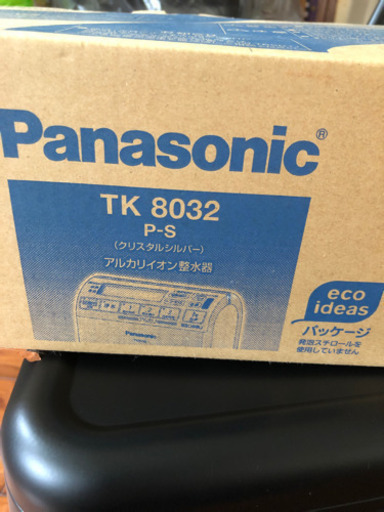 Panasonic®
TK 8032
P-S
(クリスタルシルバー)
アルカリイオン整水器
Panasonic
eco
ideas
パッケージ
発泡スチロールを
使用していません